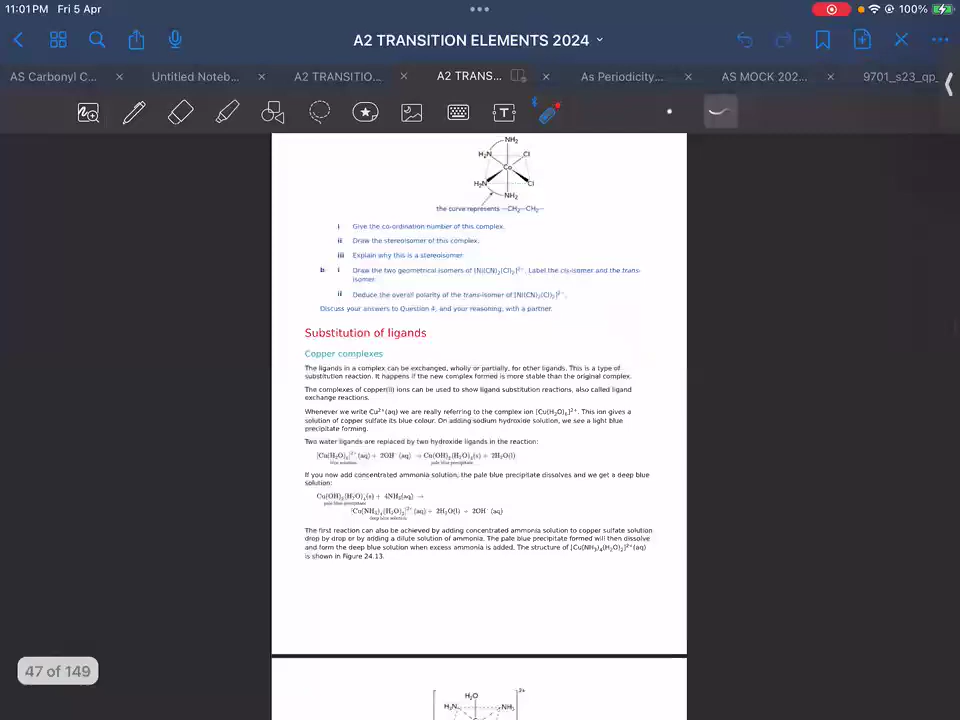 11:01 PM Fri 5 Apr
100%
A2 TRANSITION ELEMENTS 2024
AS Carbonyl C...
Untitled Noteb...
A2 TRANSITIO...
A2 TRANS...
As Periodicity...
AS MOCK 202...
9701_s23_qp_
NH₂
H₂N Cl
Co
H₂N Cl
NH₂
the curve represents —CH₂—CH₂—
i Give the co-ordination number of this complex.
ii Draw the stereoisomer of this complex.
iii Explain why this is a stereoisomer.
b i Draw the two geometrical isomers of [Ni(CN)₂(Cl)₂]²⁻. Label the cis-isomer and the trans-
isomer.
ii Deduce the overall polarity of the trans-isomer of [Ni(CN)₂(Cl)₂]²⁻.
Discuss your answers to Question 4, and your reasoning, with a partner.
Substitution of ligands
Copper complexes
The ligands in a complex can be exchanged, wholly or partially, for other ligands. This is a type of
substitution reaction. It happens if the new complex formed is more stable than the original complex.
The complexes of copper(II) ions can be used to show ligand substitution reactions, also called ligand
exchange reactions.
Whenever we write Cu²⁺(aq) we are really referring to the complex ion [Cu(H₂O)₆]²⁺. This ion gives a
solution of copper sulfate its blue colour. On adding sodium hydroxide solution, we see a light blue
precipitate forming.
Two water ligands are replaced by two hydroxide ligands in the reaction:
[Cu(H₂O)₆]²⁺(aq) + 2OH⁻(aq) → Cu(OH)₂(H₂O)₄(s) + 2H₂O(l)
blue solution pale blue precipitate
If you now add concentrated ammonia solution, the pale blue precipitate dissolves and we get a deep blue
solution:
Cu(OH)₂(H₂O)₄(s) + 4NH₃(aq) →
pale blue precipitate
[Cu(NH₃)₄(H₂O)₂]²⁺(aq) + 2H₂O(l) + 2OH⁻(aq)
deep blue solution
The first reaction can also be achieved by adding concentrated ammonia solution to copper sulfate solution
drop by drop or by adding a dilute solution of ammonia. The pale blue precipitate formed will then dissolve
and form the deep blue solution when excess ammonia is added. The structure of [Cu(NH₃)₄(H₂O)₂]²⁺(aq)
is shown in Figure 24.13.
47 of 149
H₂O 2+
H₃N NH₃